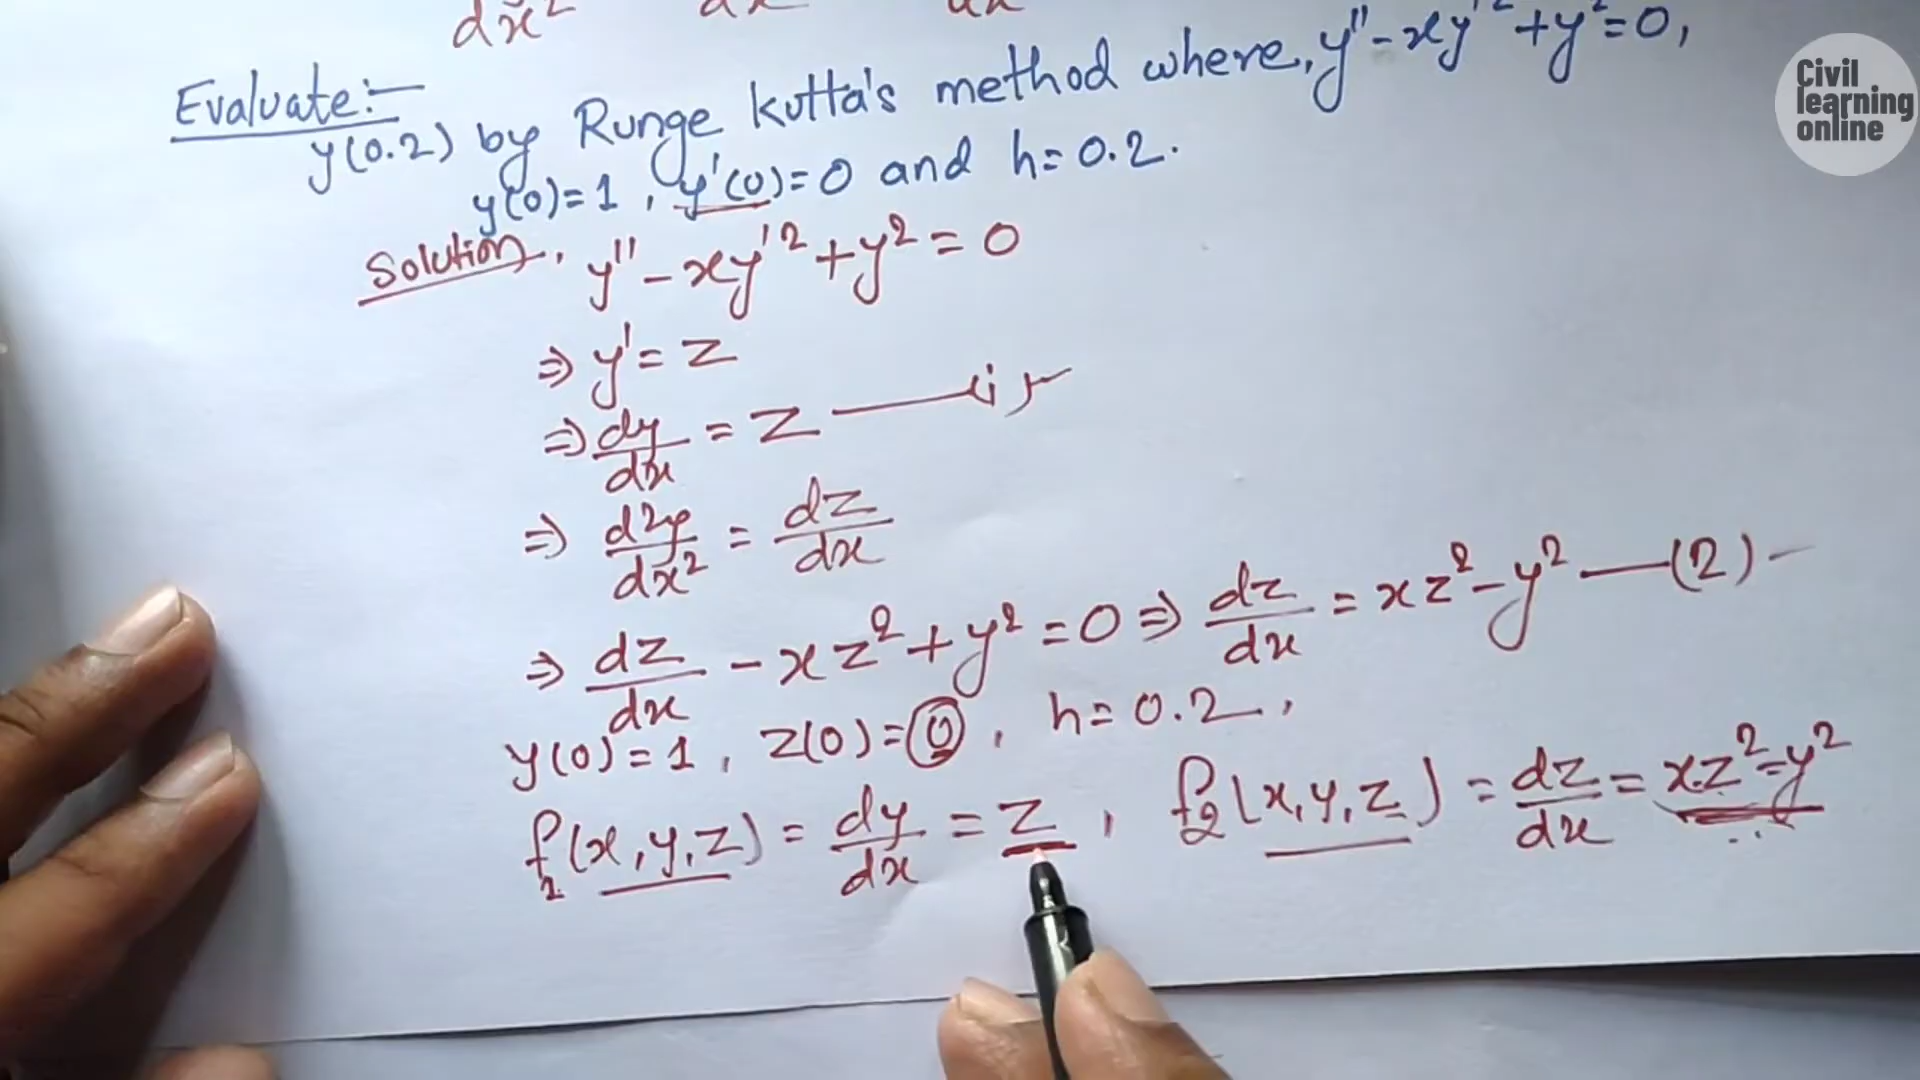 dx² dx dx
Evaluate:-
y(0.2) by Runge Kutta's method where, y'' - xy'² + y² = 0,
y(0)=1, y'(0)=0 and h=0.2.
Solution, y'' - xy'² + y² = 0
⇒ y' = z
⇒ dy/dx = z —(i)
⇒ d²y/dx² = dz/dx
⇒ dz/dx - xz² + y² = 0 ⇒ dz/dx = xz² - y² —(2)
y(0)=1, z(0)=0, h=0.2,
f₁(x,y,z) = dy/dx = z, f₂(x,y,z) = dz/dx = xz² - y²
Civil
learning
online